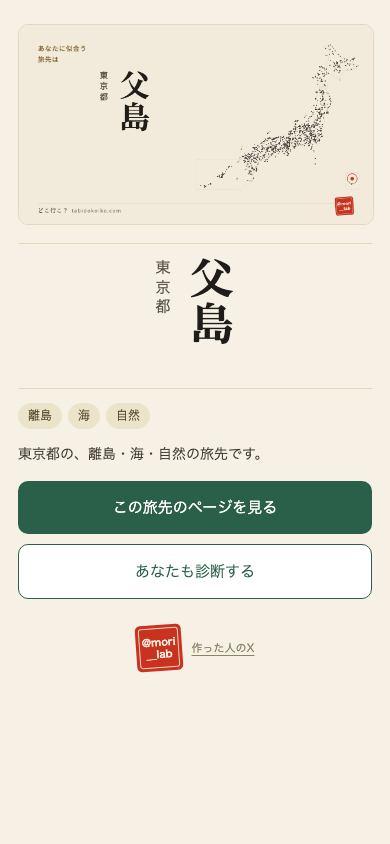 あなたに似合う
旅先は
父島
東京都
どこ行こ？ tabidokoiko.com
@mori
__lab
父島
東京都
離島
海
自然
東京都の、離島・海・自然の旅先です。
この旅先のページを見る
あなたも診断する
@mori
__lab
作った人のX